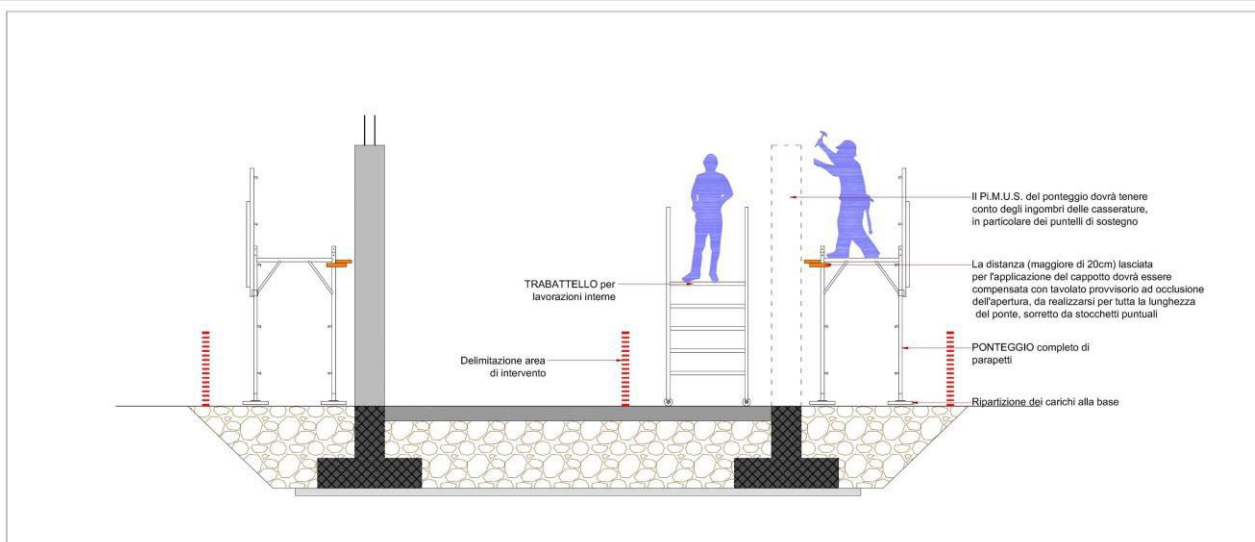 Il Pi.M.U.S. del ponteggio dovrà tenere
conto degli ingombri delle casserature,
in particolare dei puntelli di sostegno
La distanza (maggiore di 20cm) lasciata
per l'applicazione del cappotto dovrà essere
compensata con tavolato provvisorio ad occlusione
dell'apertura, da realizzarsi per tutta la lunghezza
del ponte, sorretto da stocchetti puntuali
TRABATTELLO per
lavorazioni interne
Delimitazione area
di intervento
PONTEGGIO completo di
parapetti
Ripartizione dei carichi alla base